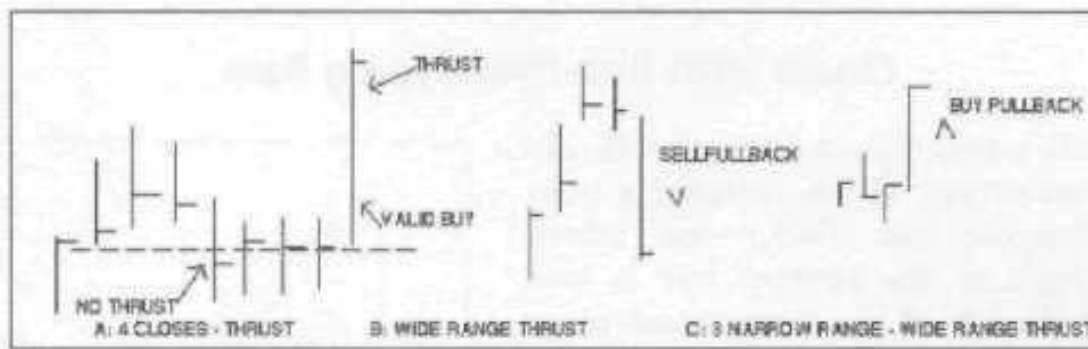 THRUST
BUY PULLBACK
SELLPULLBACK
VALID BUY
NO THRUST
A: 4 CLOSES - THRUST
B: WIDE RANGE THRUST
C: 3 NARROW RANGE - WIDE RANGE THRUST